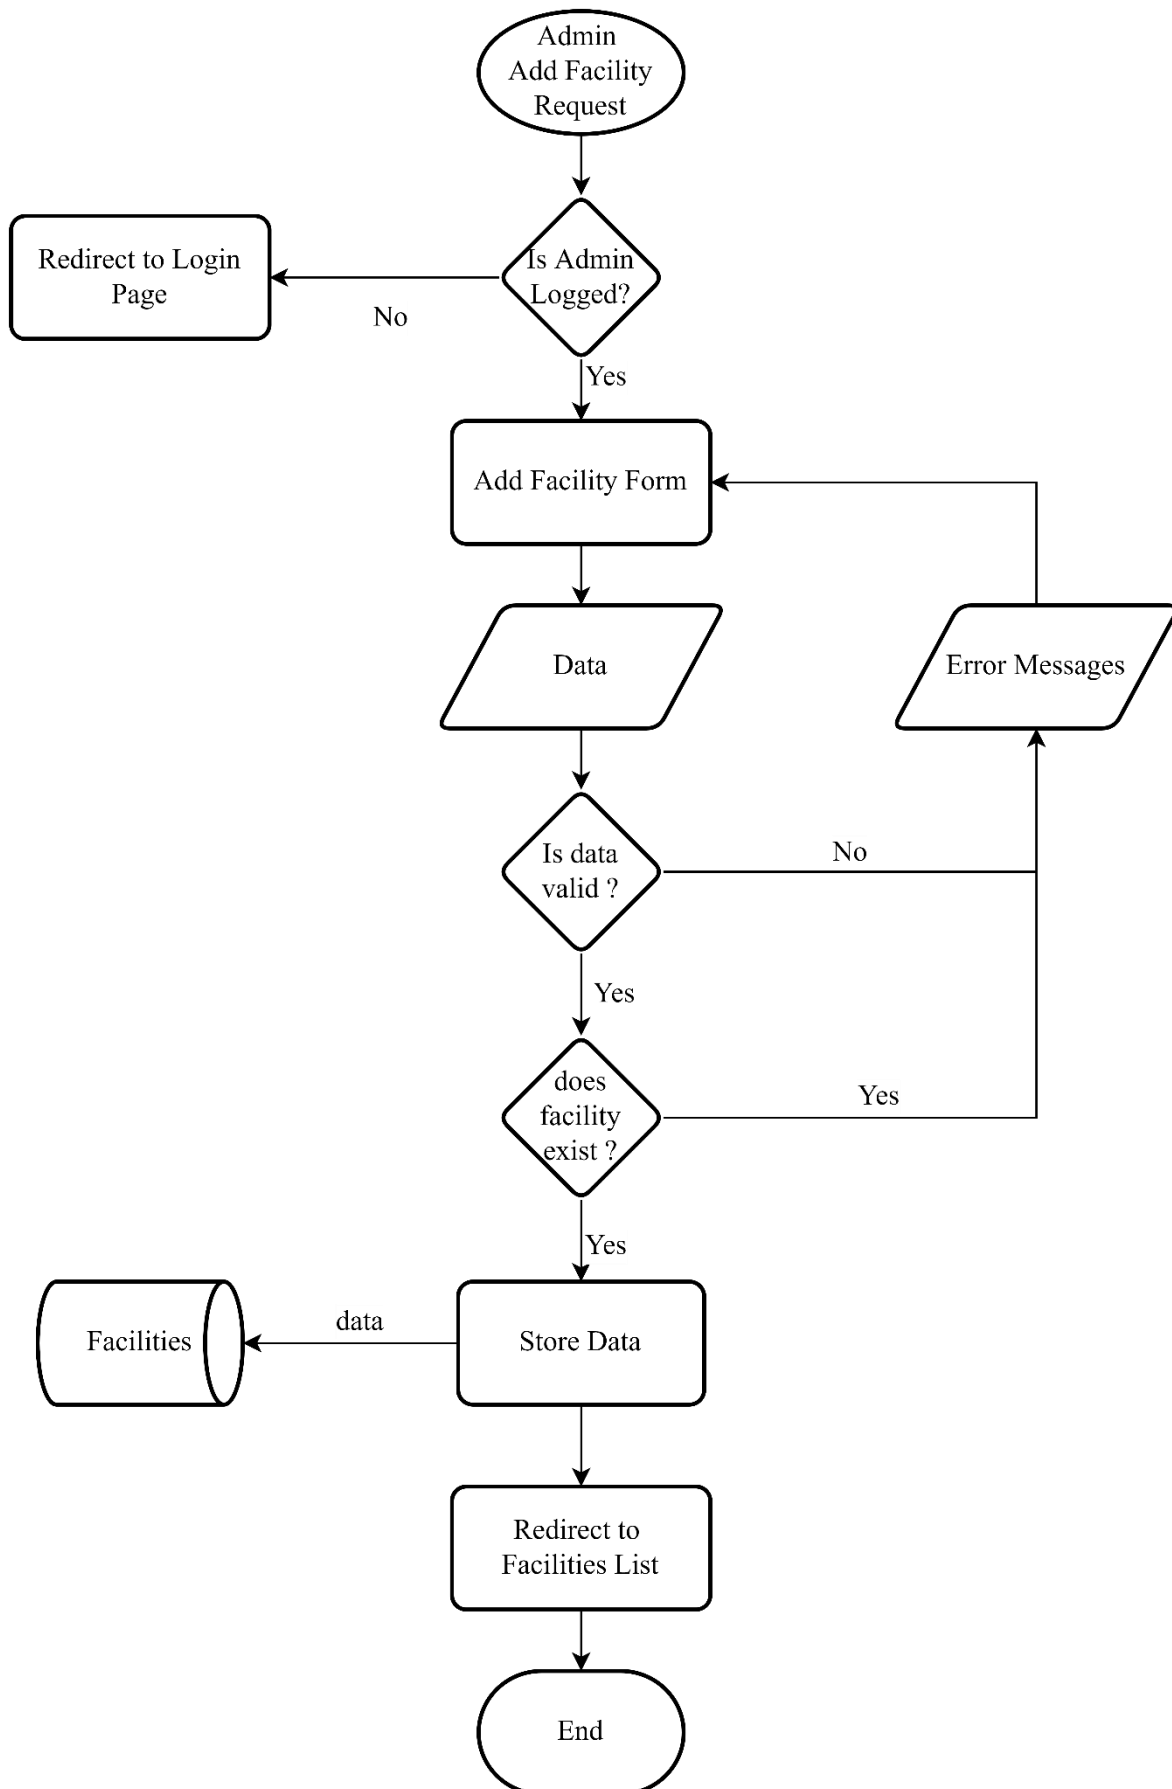 Admin
Add Facility
Request
Is Admin
Logged?
Redirect to Login
Page
No
Yes
Add Facility Form
Data
Error Messages
Is data
valid ?
No
Yes
does
facility
exist ?
Yes
Yes
Facilities
data
Store Data
Redirect to
Facilities List
End